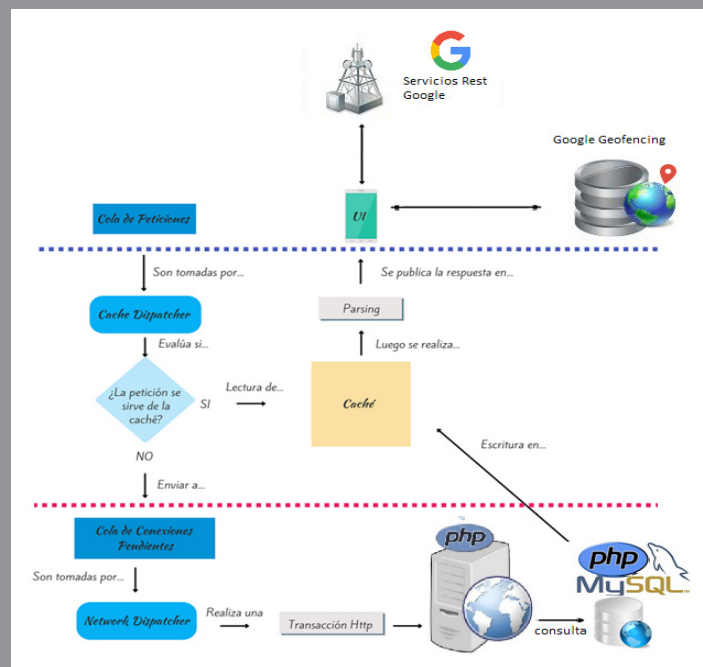 Servicios Rest
Google
Google Geofencing
Cola de Peticiones
UI
Son tomadas por...
Se publica la respuesta en...
Cache Dispatcher
Parsing
Evalúa si...
Luego se realiza...
¿La petición se
sirve de la
caché?
SI
Lectura de...
Caché
NO
Escritura en...
Enviar a...
Cola de Conexiones
Pendientes
php
php
MySQL
Son tomadas por...
Network Dispatcher
Realiza una
Transacción Http
consulta